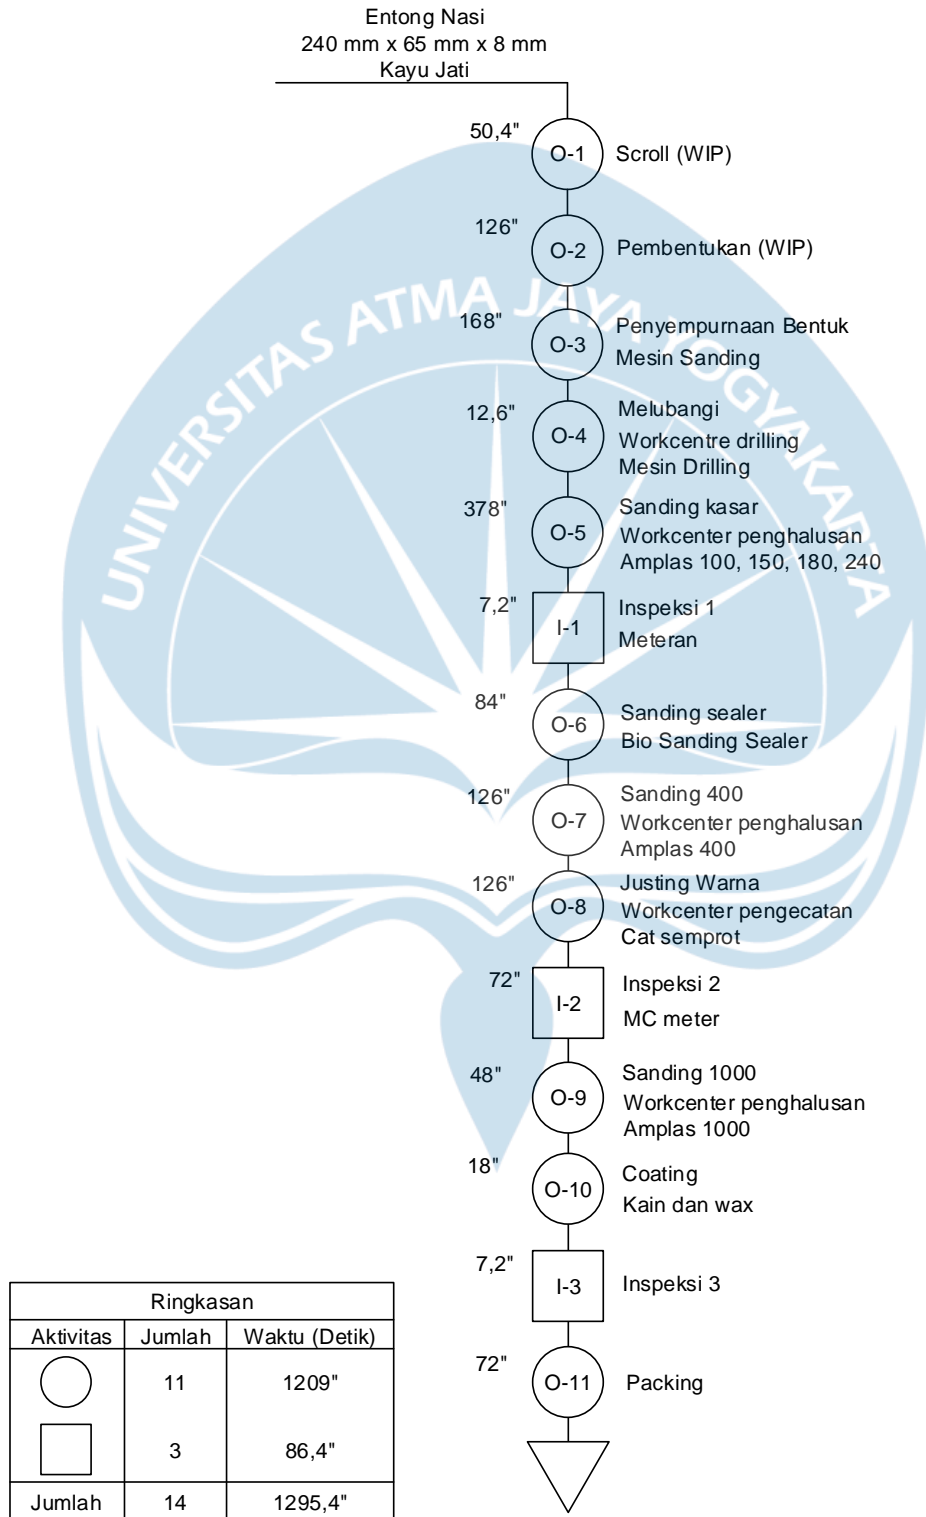 Entong Nasi
240 mm x 65 mm x 8 mm
Kayu Jati
50,4"
O-1
Scroll (WIP)
126"
O-2
Pembentukan (WIP)
UNIVERSITAS ATMA JAYA YOGYAKARTA
168"
O-3
Penyempurnaan Bentuk
Mesin Sanding
12,6"
O-4
Melubangi
Workcentre drilling
Mesin Drilling
378"
O-5
Sanding kasar
Workcenter penghalusan
Amplas 100, 150, 180, 240
7,2"
I-1
Inspeksi 1
Meteran
84"
O-6
Sanding sealer
Bio Sanding Sealer
126"
O-7
Sanding 400
Workcenter penghalusan
Amplas 400
126"
O-8
Justing Warna
Workcenter pengecatan
Cat semprot
72"
I-2
Inspeksi 2
MC meter
48"
O-9
Sanding 1000
Workcenter penghalusan
Amplas 1000
18"
O-10
Coating
Kain dan wax
7,2"
I-3
Inspeksi 3
72"
O-11
Packing
Ringkasan
Aktivitas Jumlah Waktu (Detik)
11 1209"
3 86,4"
Jumlah 14 1295,4"